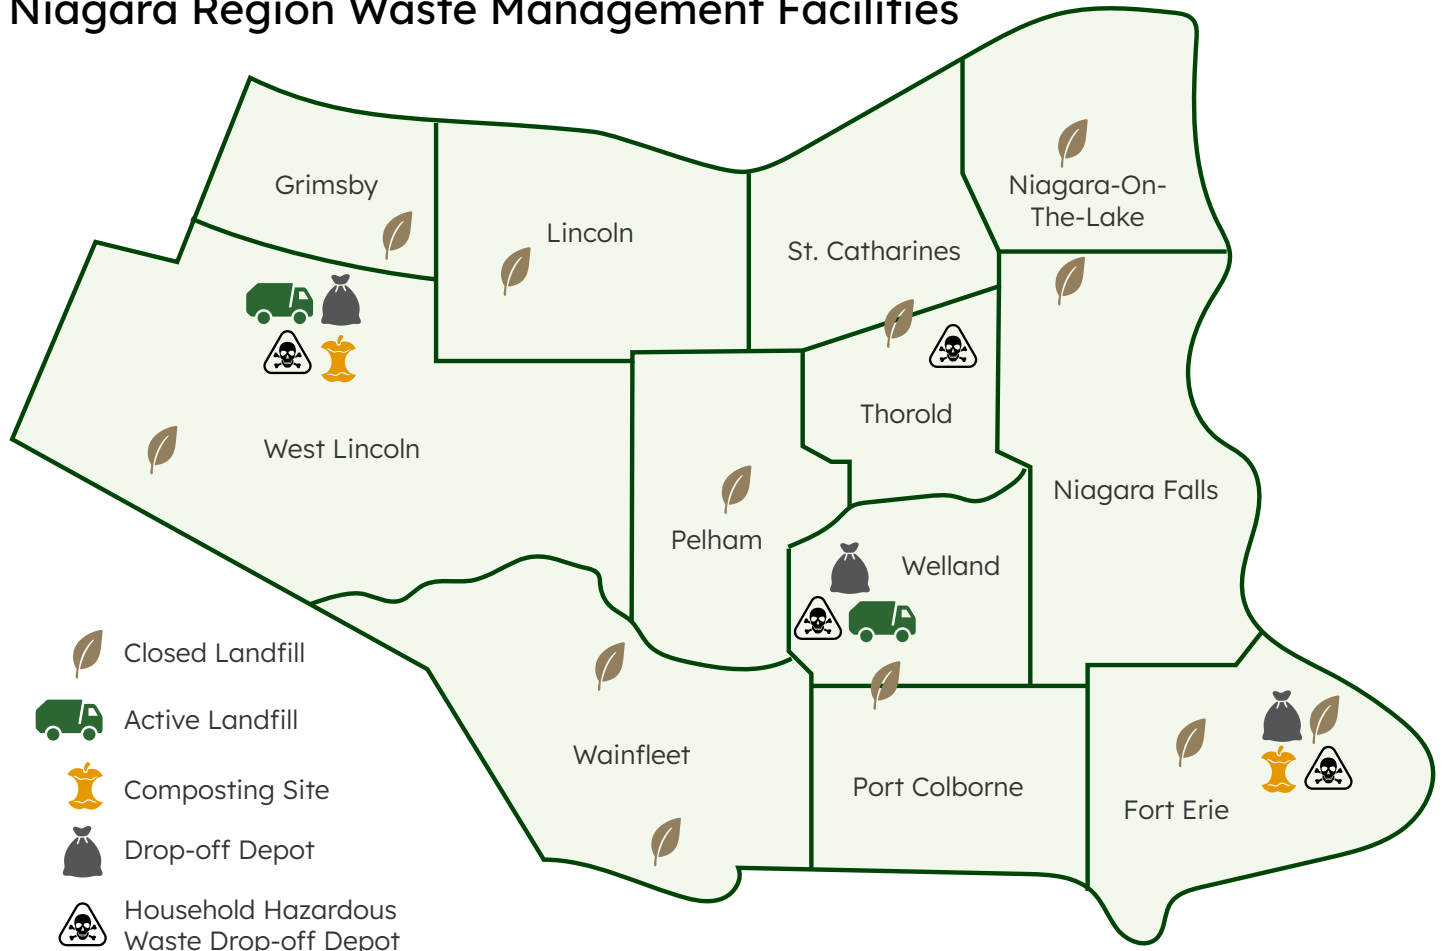 Niagara Region Waste Management Facilities
Grimsby
Lincoln
St. Catharines
Niagara-On-
The-Lake
West Lincoln
Thorold
Niagara Falls
Pelham
Welland
Wainfleet
Port Colborne
Fort Erie
Closed Landfill
Active Landfill
Composting Site
Drop-off Depot
Household Hazardous
Waste Drop-off Depot